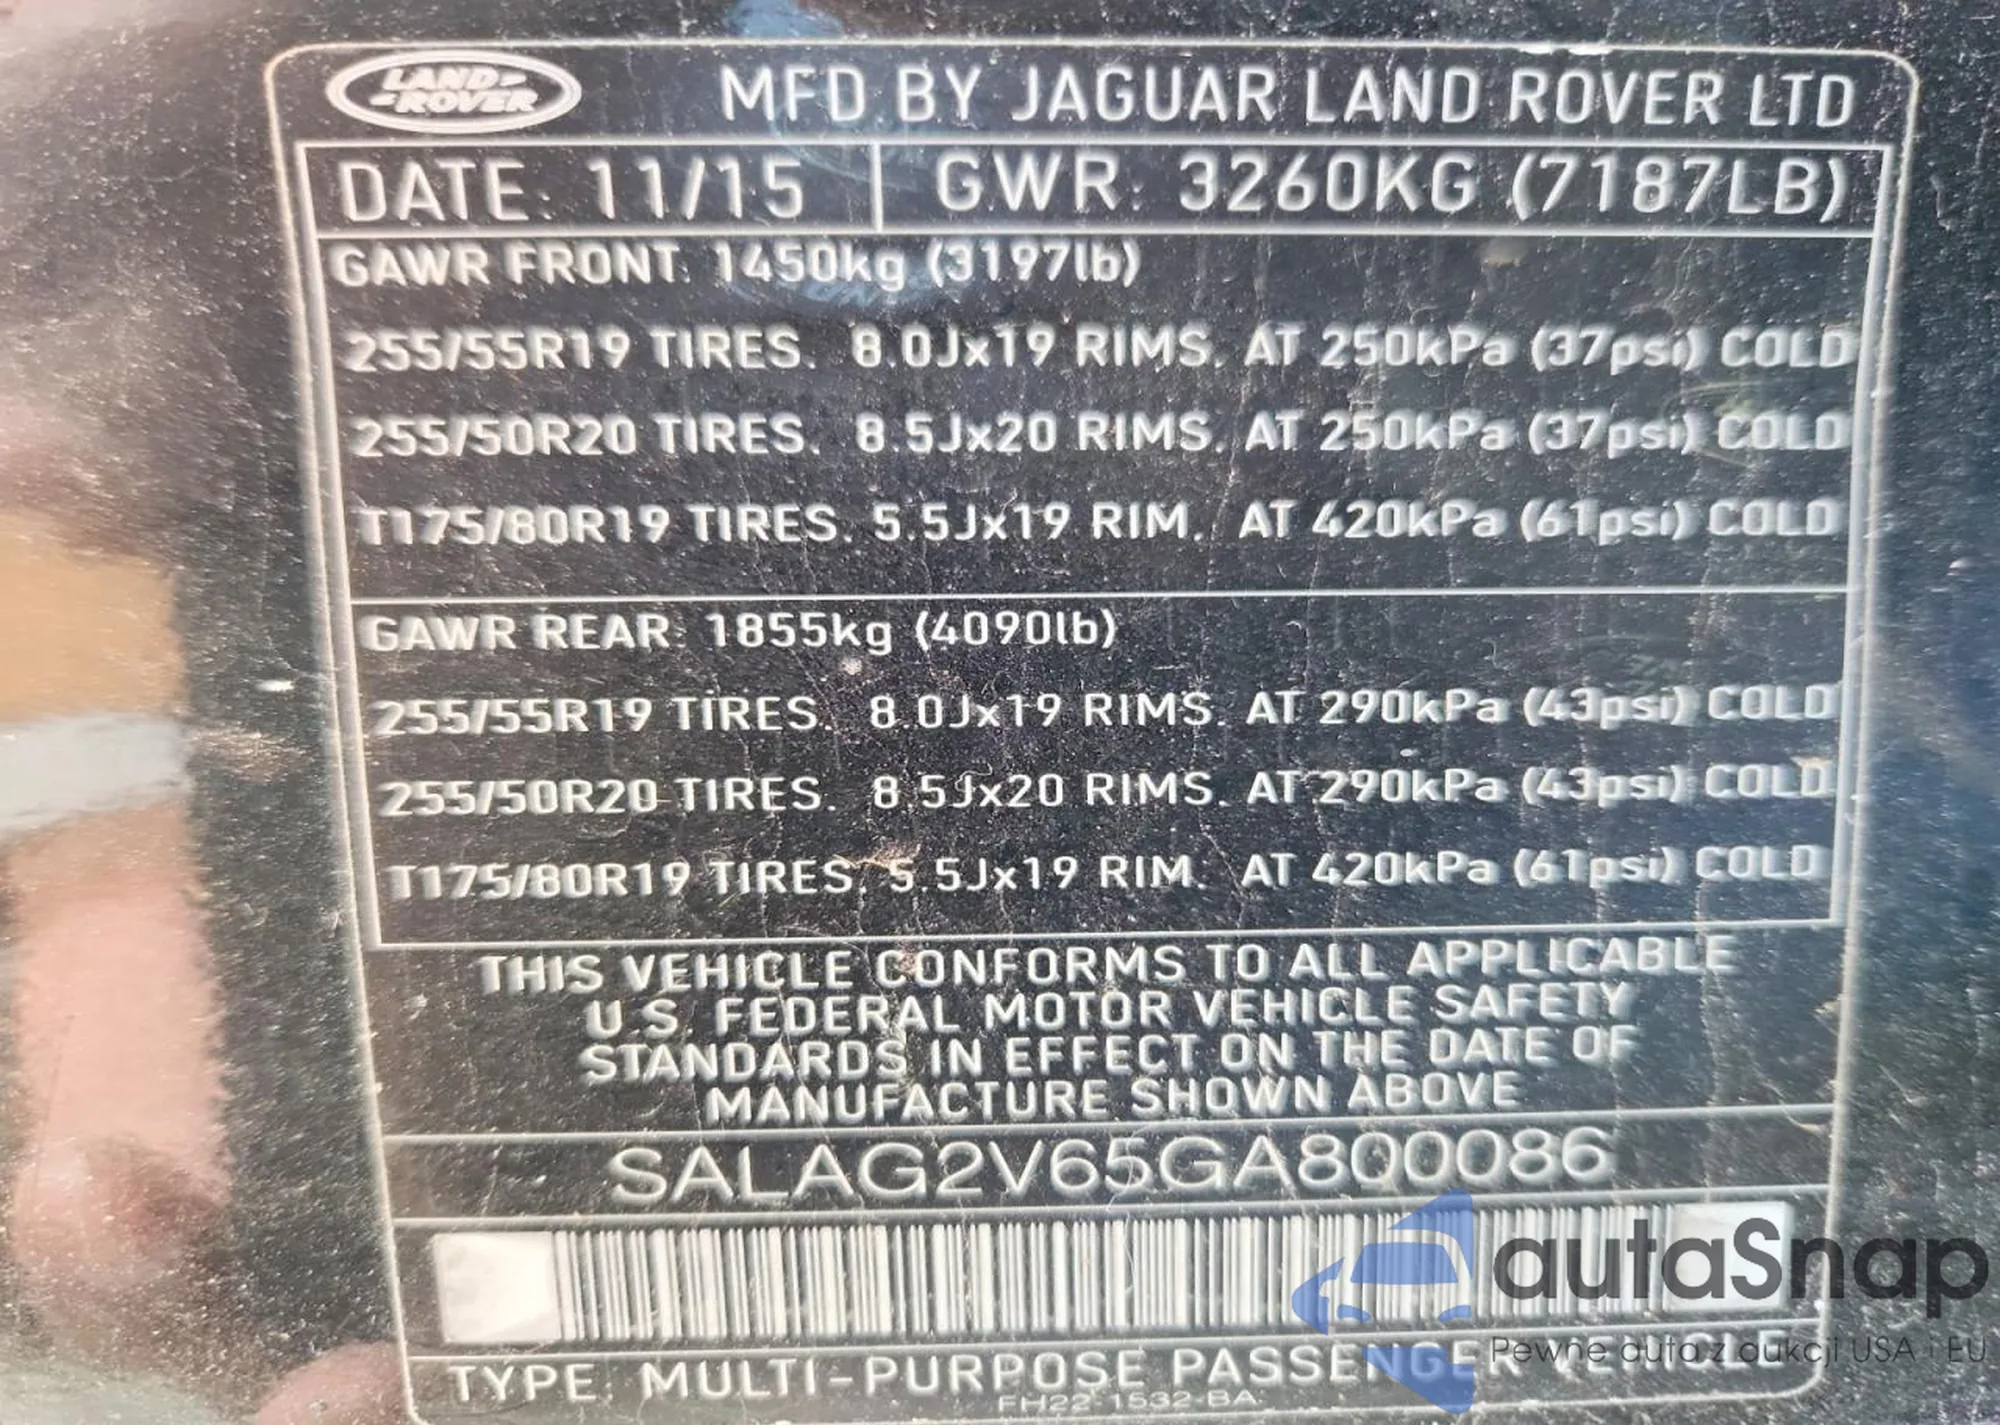 LAND-
-ROVER
MFD BY JAGUAR LAND ROVER LTD
DATE: 11/15 GWR: 3260KG (7187LB)
GAWR FRONT: 1450kg (3197lb)
255/55R19 TIRES. 8.0Jx19 RIMS. AT 250kPa (37psi) COLD
255/50R20 TIRES. 8.5Jx20 RIMS. AT 250kPa (37psi) COLD
T175/80R19 TIRES. 5.5Jx19 RIM. AT 420kPa (61psi) COLD
GAWR REAR: 1855kg (4090lb)
255/55R19 TIRES. 8.0Jx19 RIMS. AT 290kPa (43psi) COLD
255/50R20 TIRES. 8.5Jx20 RIMS. AT 290kPa (43psi) COLD
T175/80R19 TIRES. 5.5Jx19 RIM. AT 420kPa (61psi) COLD
THIS VEHICLE CONFORMS TO ALL APPLICABLE
U.S. FEDERAL MOTOR VEHICLE SAFETY
STANDARDS IN EFFECT ON THE DATE OF
MANUFACTURE SHOWN ABOVE
SALAG2V65GA800086
autaSnap
Pewne auta z aukcji USA i EU
TYPE: MULTI-PURPOSE PASSENGER VEHICLE
FH22-1532-BA